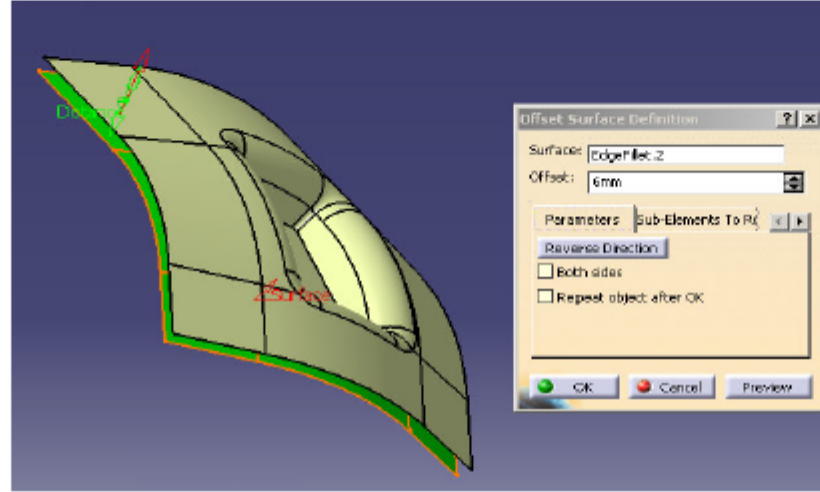 Offset Surface Definition
Surface: EdgeFillet.2
Offset: 6mm
Parameters Sub-Elements To Re
Reverse Direction
Both sides
Repeat object after OK
OK Cancel Preview
Surface